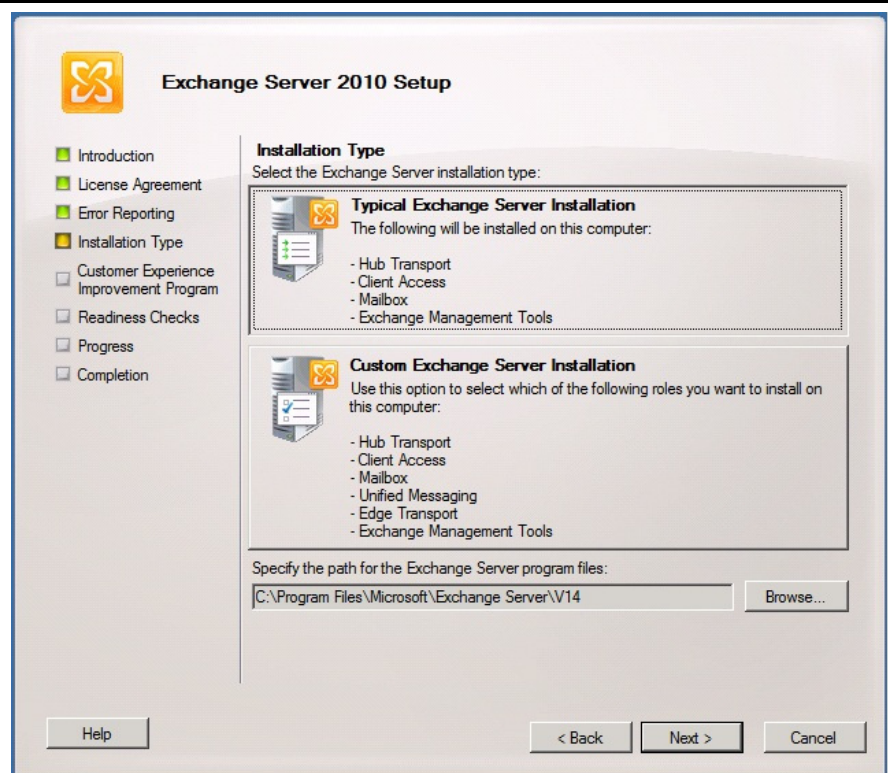 Exchange Server 2010 Setup
Introduction
License Agreement
Error Reporting
Installation Type
Customer Experience
Improvement Program
Readiness Checks
Progress
Completion
Installation Type
Select the Exchange Server installation type:
Typical Exchange Server Installation
The following will be installed on this computer:
- Hub Transport
- Client Access
- Mailbox
- Exchange Management Tools
Custom Exchange Server Installation
Use this option to select which of the following roles you want to install on
this computer:
- Hub Transport
- Client Access
- Mailbox
- Unified Messaging
- Edge Transport
- Exchange Management Tools
Specify the path for the Exchange Server program files:
C:\Program Files\Microsoft\Exchange Server\V14
Browse...
Help
< Back
Next >
Cancel